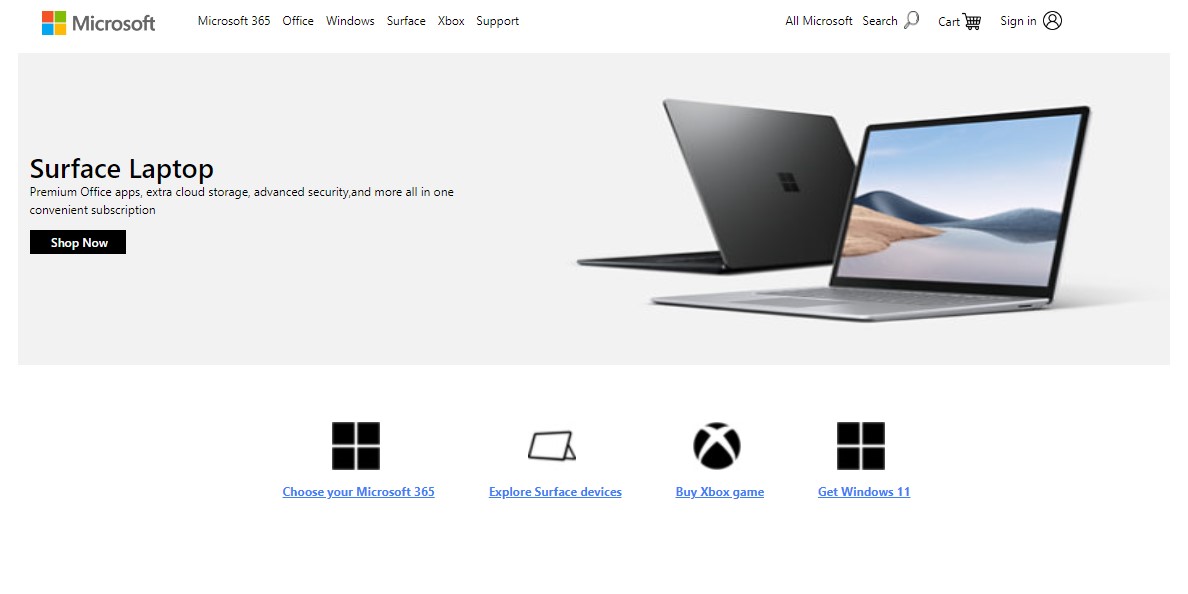 Microsoft
Microsoft 365 Office Windows Surface Xbox Support
All Microsoft Search Cart Sign in
Surface Laptop
Premium Office apps, extra cloud storage, advanced security,and more all in one
convenient subscription
Shop Now
Choose your Microsoft 365 Explore Surface devices Buy Xbox game Get Windows 11